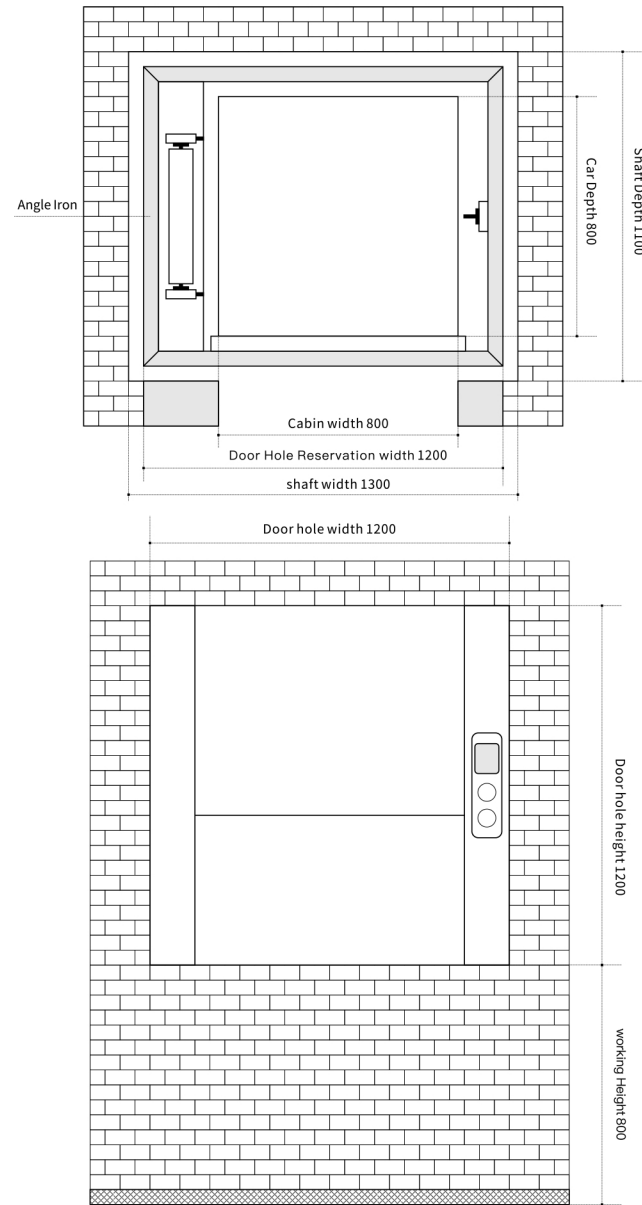 Angle Iron
Car Depth 800
Shaft Depth 1100
Cabin width 800
Door Hole Reservation width 1200
shaft width 1300
Door hole width 1200
Door hole height 1200
working Height 800